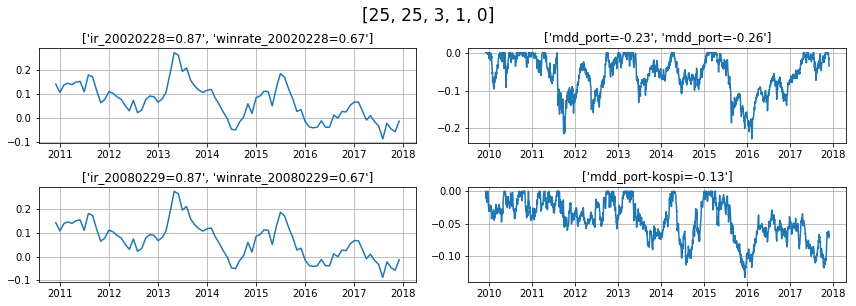 [25, 25, 3, 1, 0]
['ir_20020228=0.87', 'winrate_20020228=0.67']
0.2
0.1
0.0
-0.1
2011 2012 2013 2014 2015 2016 2017 2018
['mdd_port=-0.23', 'mdd_port=-0.26']
0.0
-0.1
-0.2
2010 2011 2012 2013 2014 2015 2016 2017 2018
['ir_20080229=0.87', 'winrate_20080229=0.67']
0.2
0.1
0.0
-0.1
2011 2012 2013 2014 2015 2016 2017 2018
['mdd_port-kospi=-0.13']
0.00
-0.05
-0.10
2010 2011 2012 2013 2014 2015 2016 2017 2018